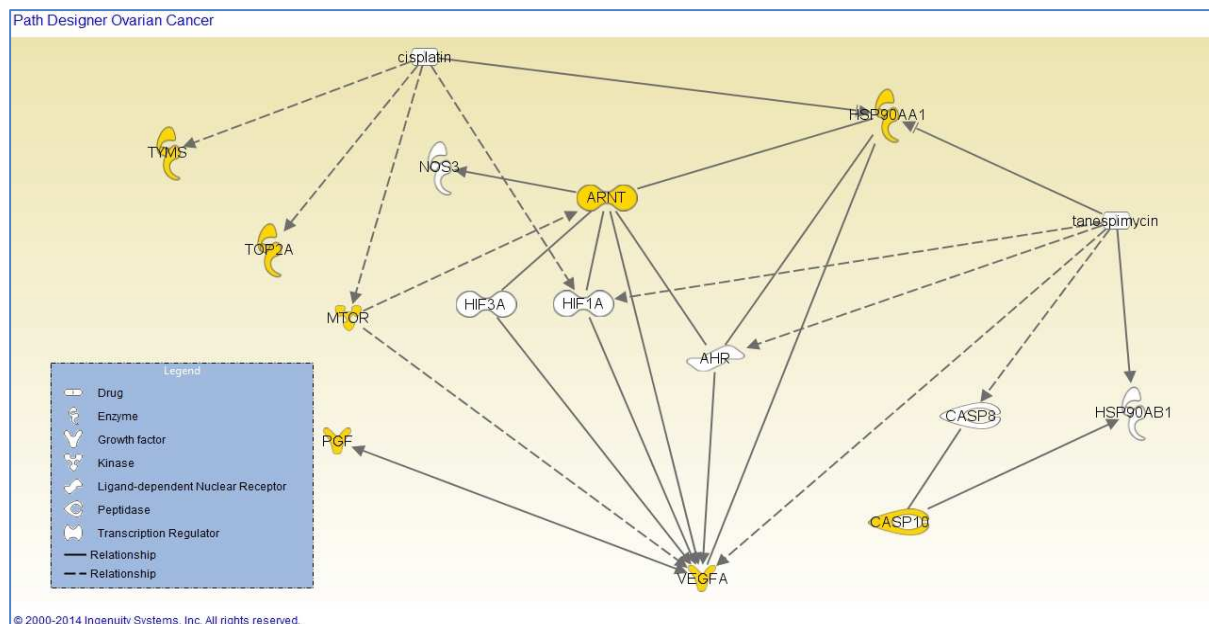 Path Designer Ovarian Cancer
cisplatin
HSP90AA1
TYMS
NOS3
ARNT
tanespimycin
TOP2A
MTOR
HIF3A
HIF1A
AHR
Legend
Drug
Enzyme
Growth factor
Kinase
Ligand-dependent Nuclear Receptor
Peptidase
Transcription Regulator
Relationship
Relationship
CASP8
HSP90AB1
PGF
CASP10
VEGFA
© 2000-2014 Ingenuity Systems, Inc. All rights reserved.